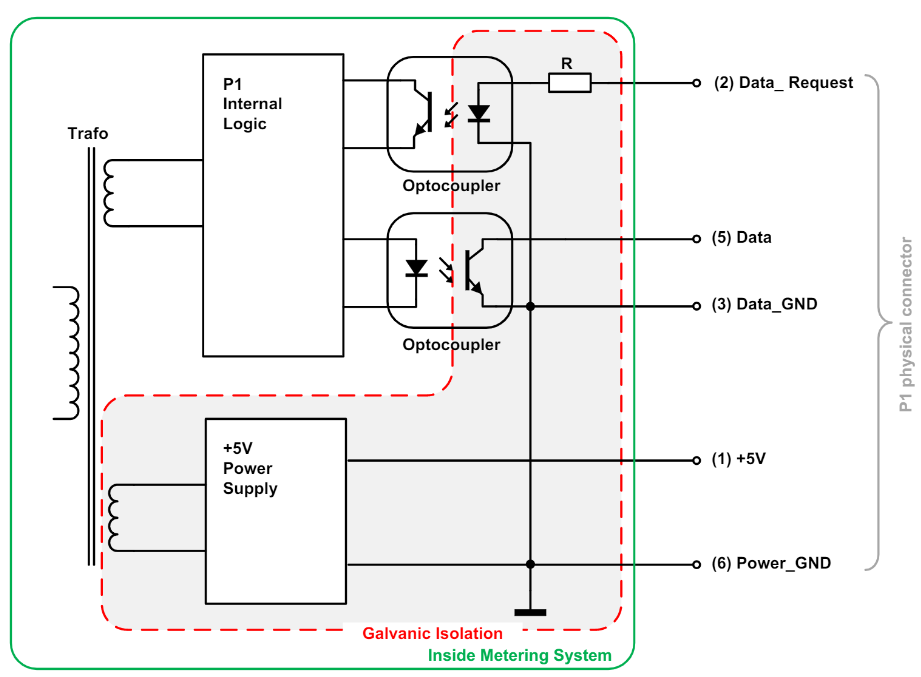 R
(2) Data_ Request
P1
Internal
Logic
Trafo
Optocoupler
(5) Data
(3) Data_GND
Optocoupler
P1 physical connector
+5V
Power
Supply
(1) +5V
(6) Power_GND
Galvanic Isolation
Inside Metering System